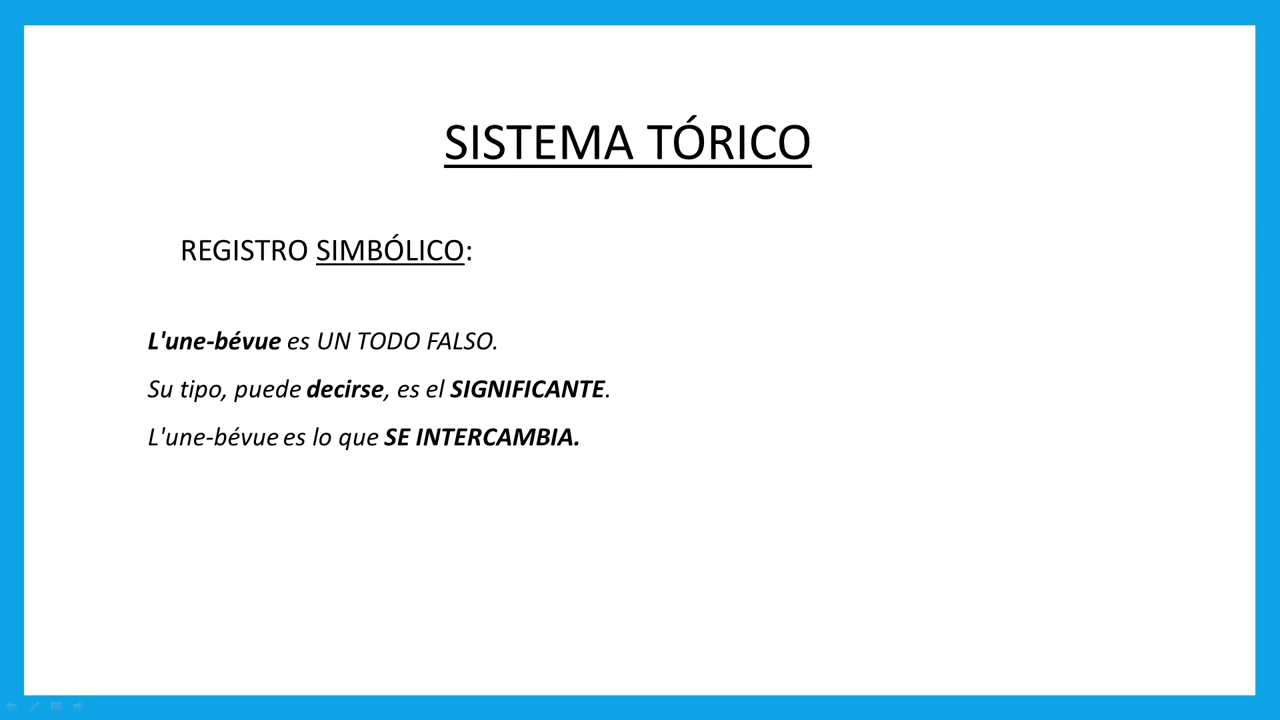 SISTEMA TÓRICO
REGISTRO SIMBÓLICO:
L'une-bévue es UN TODO FALSO.
Su tipo, puede decirse, es el SIGNIFICANTE.
L'une-bévue es lo que SE INTERCAMBIA.